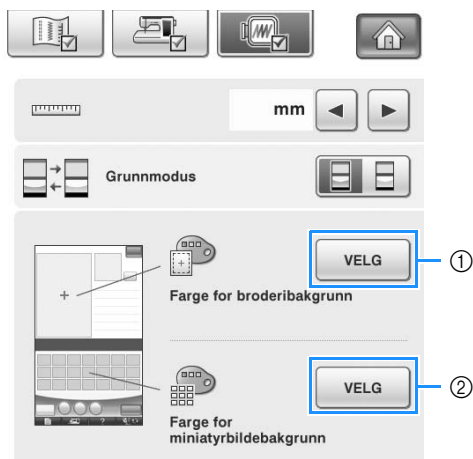 mm
Grunnmodus
VELG
①
Farge for broderibakgrunn
VELG
②
Farge for
miniatyrbildebakgrunn